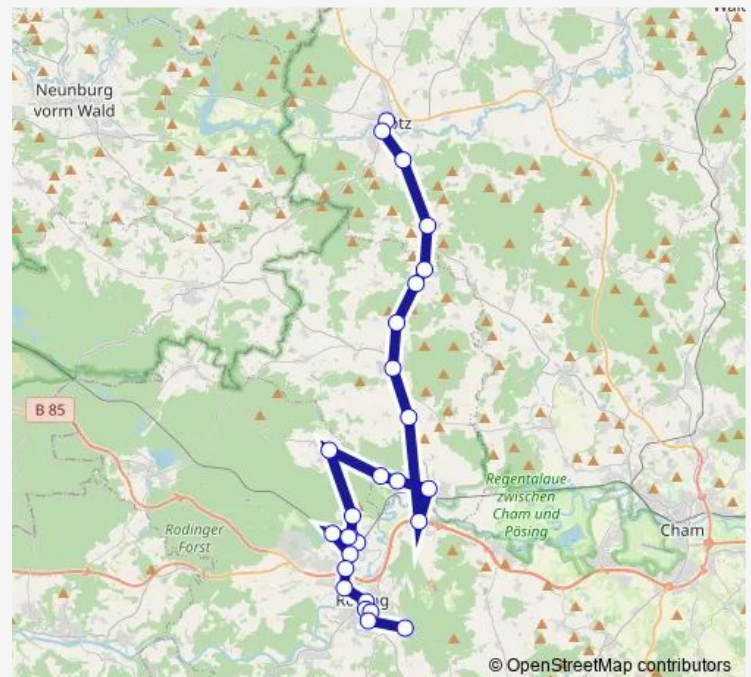 Neunburg
vorm Wald
B 85
Rodinger
Forst
Regentalaue
zwischen
Cham und
Pösing
Cham
© OpenStreetMap contributors